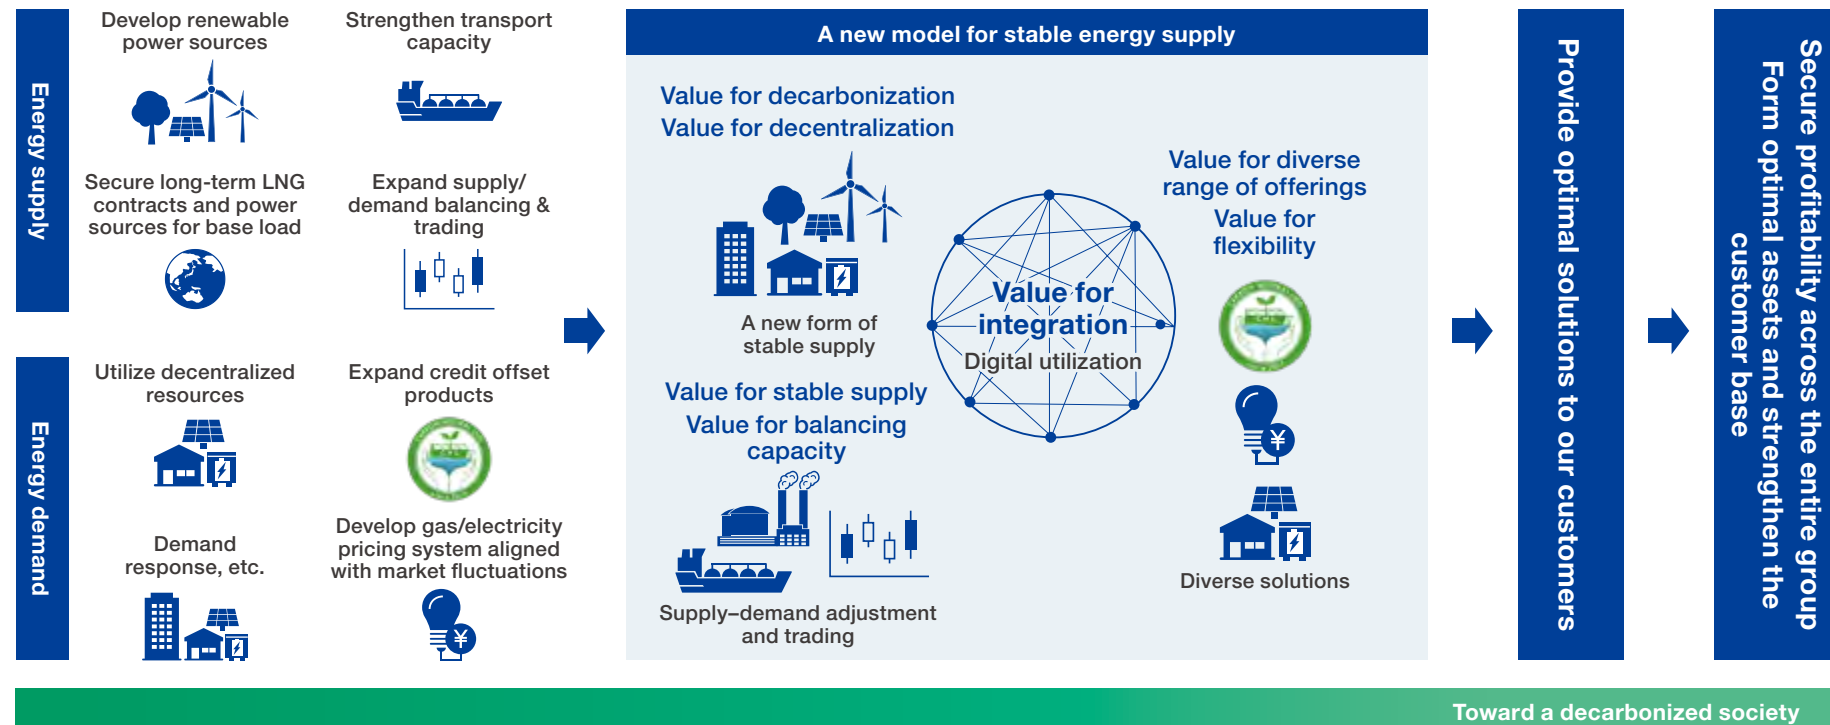 Energy supply
Develop renewable
power sources
Strengthen transport
capacity
Secure long-term LNG
contracts and power
sources for base load
Expand supply/
demand balancing &
trading
Energy demand
Utilize decentralized
resources
Expand credit offset
products
Demand
response, etc.
Develop gas/electricity
pricing system aligned
with market fluctuations
¥
A new model for stable energy supply
Value for decarbonization
Value for decentralization
A new form of
stable supply
Value for stable supply
Value for balancing
capacity
Supply–demand adjustment
and trading
Value for
integration
Digital utilization
Value for diverse
range of offerings
Value for
flexibility
¥
Diverse solutions
Provide optimal solutions to our customers
Secure profitability across the entire group
Form optimal assets and strengthen the
customer base
Toward a decarbonized society